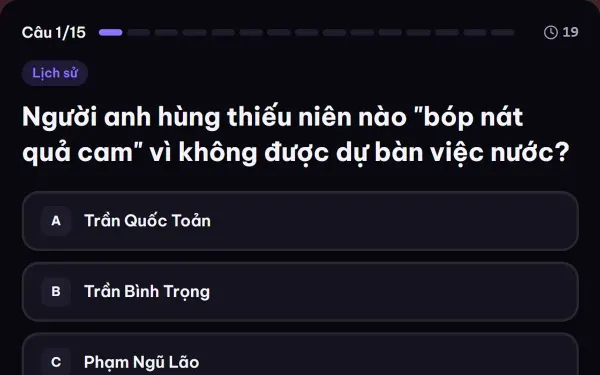 Câu 1/15
19
Lịch sử
Người anh hùng thiếu niên nào "bóp nát
quả cam" vì không được dự bàn việc nước?
A Trần Quốc Toản
B Trần Bình Trọng
C Phạm Ngũ Lão